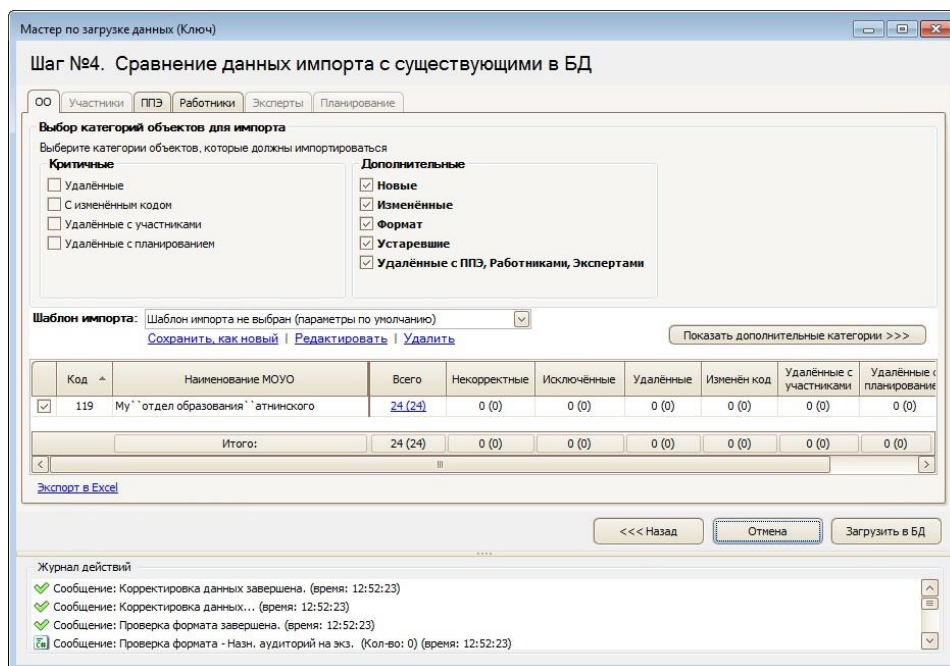 Мастер по загрузке данных (Ключ)
Шаг №4. Сравнение данных импорта с существующими в БД
ОО Участники ППЭ Работники Эксперты Планирование
Выбор категорий объектов для импорта
Выберите категории объектов, которые должны импортироваться
Критичные Дополнительные
Удалённые Новые
С изменённым кодом Изменённые
Удалённые с участниками Формат
Удалённые с планированием Устаревшие
Удалённые с ППЭ, Работниками, Экспертами
Шаблон импорта: Шаблон импорта не выбран (параметры по умолчанию)
Сохранить, как новый | Редактировать | Удалить Показать дополнительные категории >>>
Код Наименование МОУО Всего Некорректные Исключённые Удалённые Изменён код Удалённые с участниками Удалённые с планирование
119 Му``отдел образования``атнинского 24 (24) 0 (0) 0 (0) 0 (0) 0 (0) 0 (0) 0 (0)
Итого: 24 (24) 0 (0) 0 (0) 0 (0) 0 (0) 0 (0) 0 (0)
Экспорт в Excel
<<< Назад Отмена Загрузить в БД
Журнал действий
Сообщение: Корректировка данных завершена. (время: 12:52:23)
Сообщение: Корректировка данных... (время: 12:52:23)
Сообщение: Проверка формата завершена. (время: 12:52:23)
Сообщение: Проверка формата - Назн. аудиторий на экз. (Кол-во: 0) (время: 12:52:23)